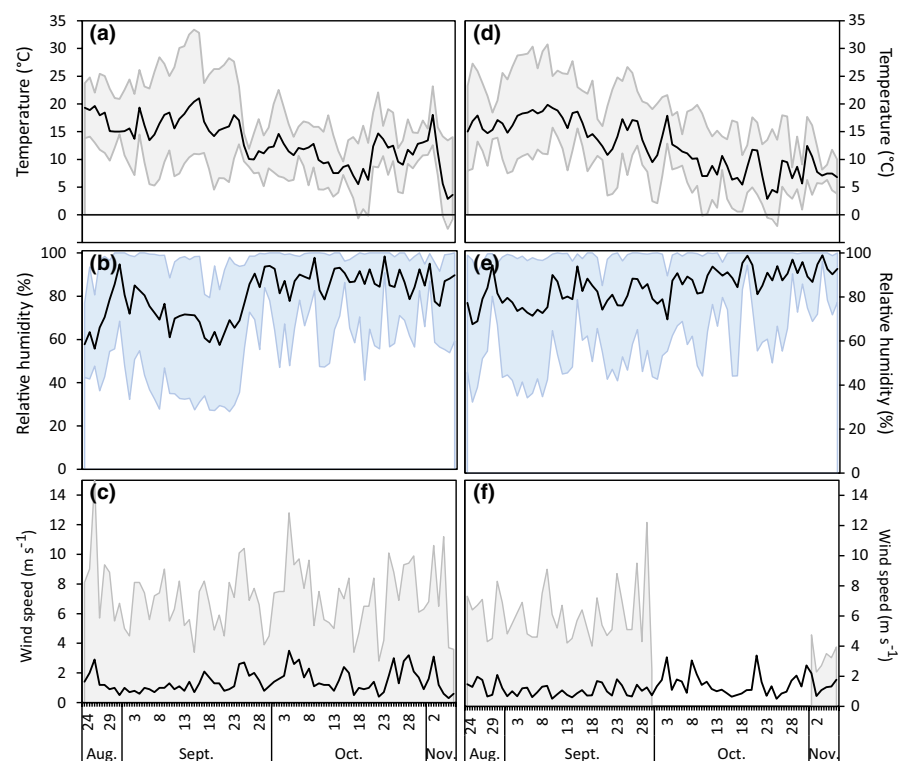 (a)
35
30
25
20
15
10
5
0
Temperature (°C)
(d)
35
30
25
20
15
10
5
0
Temperature (°C)
(b)
100
80
60
40
20
0
Relative humidity (%)
(e)
100
80
60
40
20
0
Relative humidity (%)
(c)
14
12
10
8
6
4
2
0
Wind speed (m s⁻¹)
(f)
14
12
10
8
6
4
2
0
Wind speed (m s⁻¹)
24 29 3 8 13 18 23 28 3 8 13 18 23 28 2
Aug. Sept. Oct. Nov.
24 29 3 8 13 18 23 28 3 8 13 18 23 28 2
Aug. Sept. Oct. Nov.